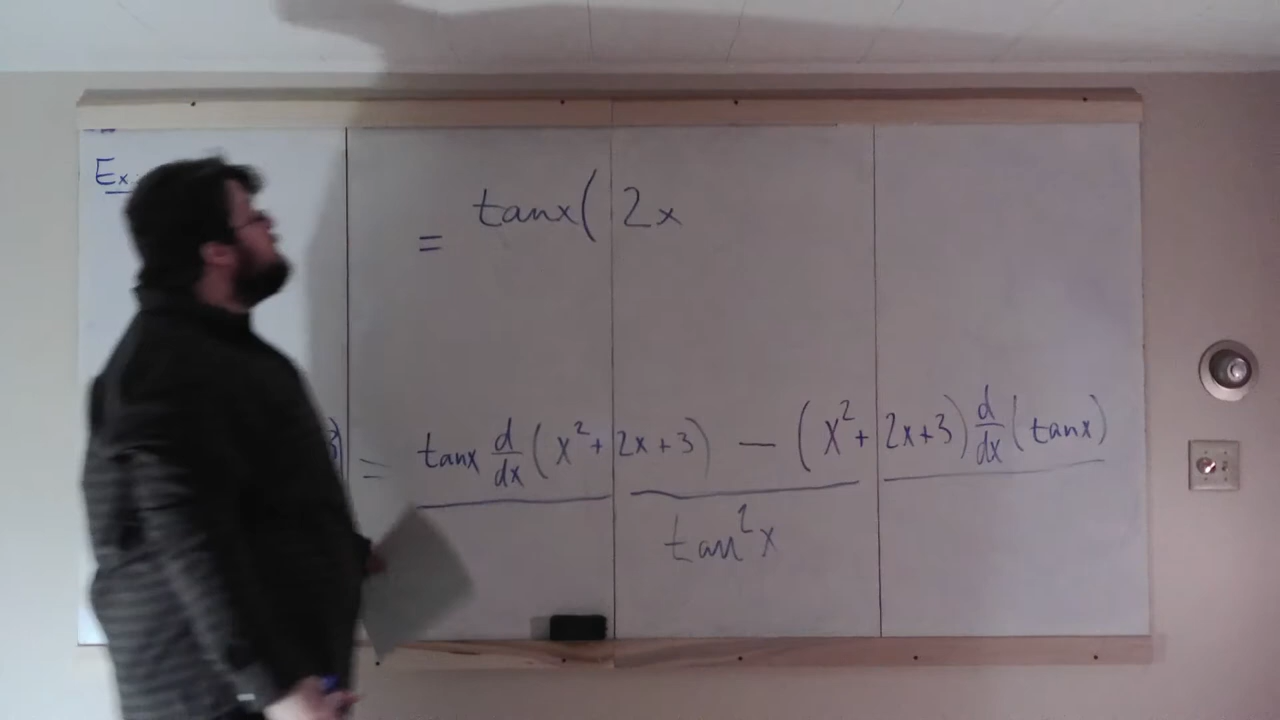 Ex.
= tanx( 2x
= tanx d/dx (x²+2x+3) — (x²+2x+3) d/dx (tanx)
tan²x